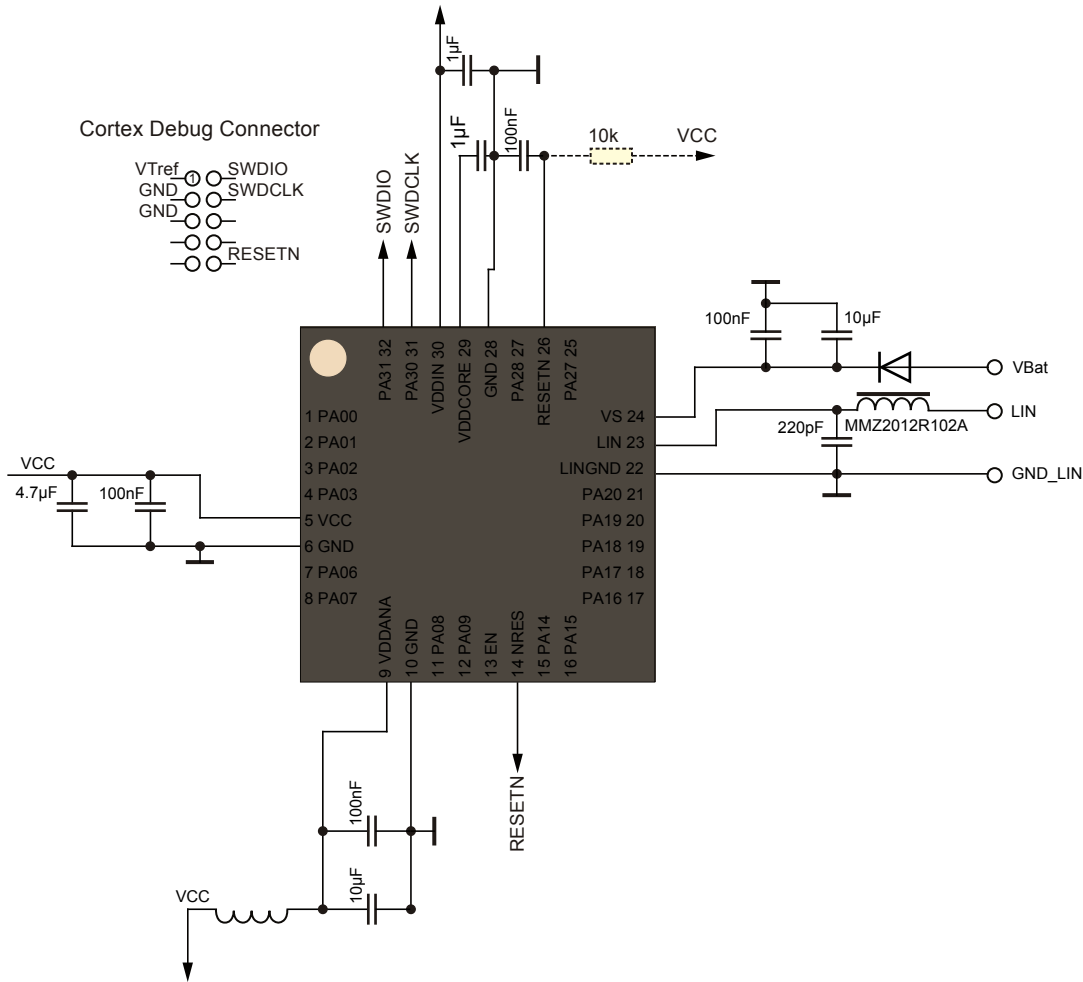 1µF
Cortex Debug Connector
1µF
100nF
10k
VCC
VTref
1
SWDIO
GND
SWDCLK
GND
RESETN
SWDIO
SWDCLK
100nF
10µF
VBat
LIN
MMZ2012R102A
220pF
GND_LIN
PA31 32
PA30 31
VDDIN 30
VDDCORE 29
GND 28
PA28 27
RESETN 26
PA27 25
1 PA00
2 PA01
3 PA02
4 PA03
5 VCC
6 GND
7 PA06
8 PA07
VS 24
LIN 23
LINGND 22
PA20 21
PA19 20
PA18 19
PA17 18
PA16 17
VCC
4.7µF
100nF
9 VDDANA
10 GND
11 PA08
12 PA09
13 EN
14 NRES
15 PA14
16 PA15
100nF
RESETN
10µF
VCC